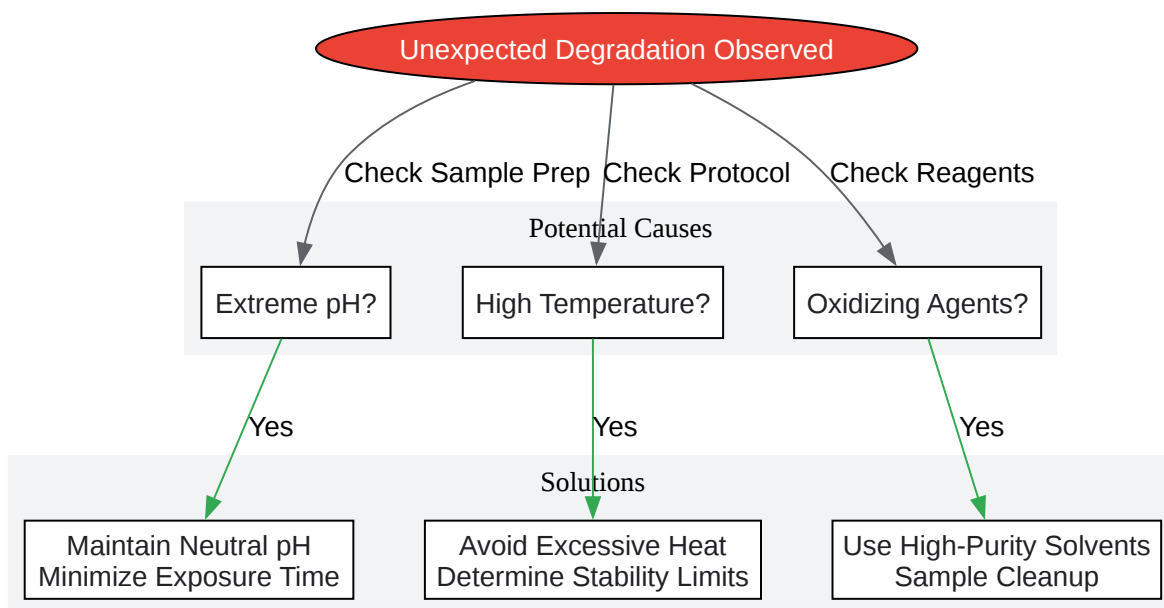 Unexpected Degradation Observed
Check Sample Prep
Check Protocol
Check Reagents
Potential Causes
Extreme pH?
High Temperature?
Oxidizing Agents?
Yes
Yes
Yes
Solutions
Maintain Neutral pH
Minimize Exposure Time
Avoid Excessive Heat
Determine Stability Limits
Use High-Purity Solvents
Sample Cleanup